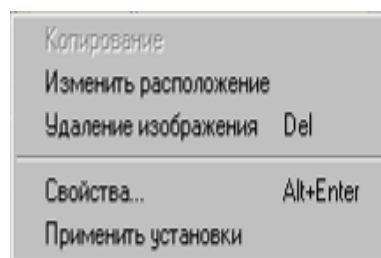 Копирование
Изменить расположение
Удаление изображения Del
Свойства... Alt+Enter
Применить установки